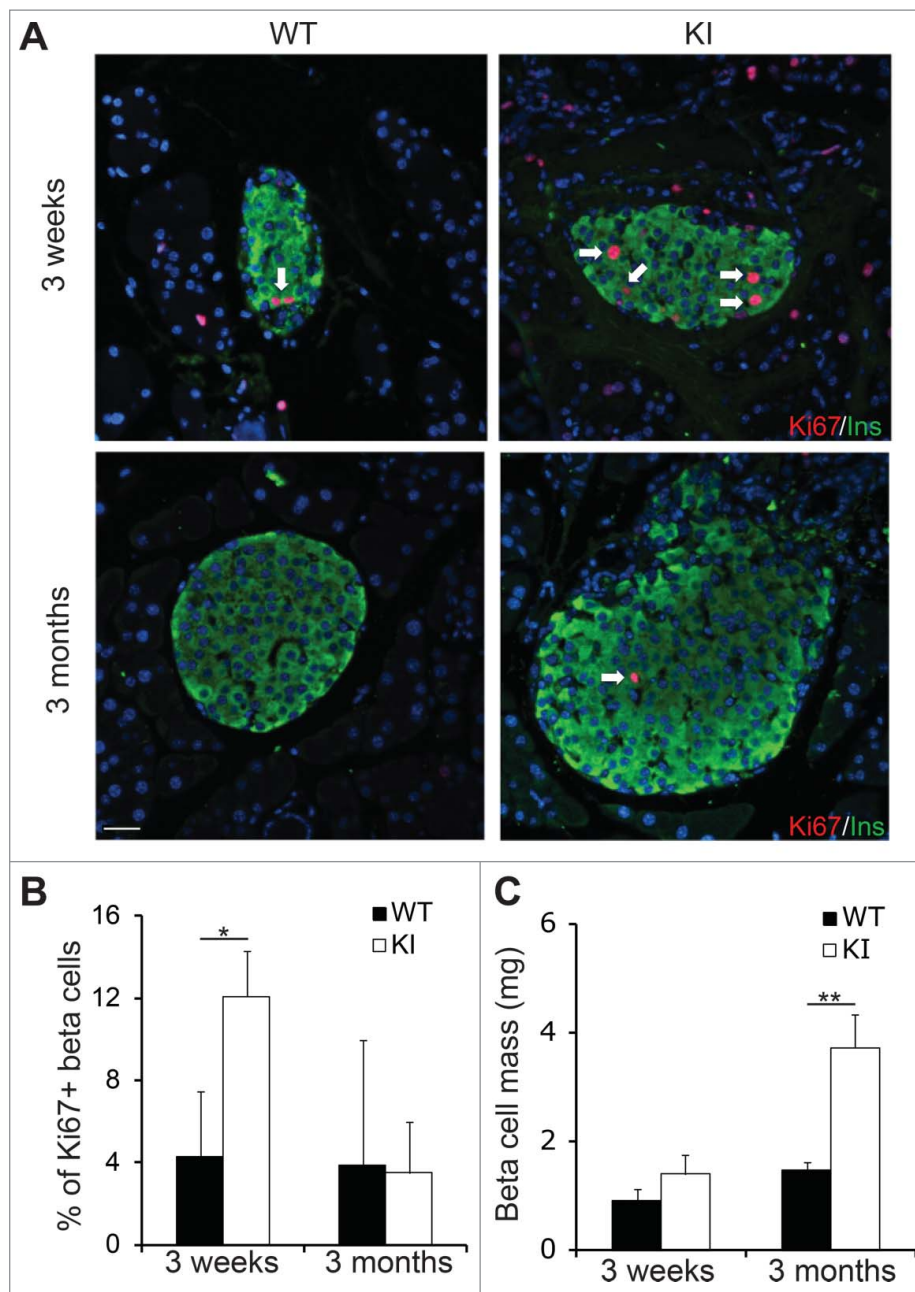 A
WT
KI
3 weeks
Ki67/Ins
3 months
Ki67/Ins
B
16
12
8
4
0
% of Ki67+ beta cells
WT
KI
*
3 weeks
3 months
C
6
4
2
0
Beta cell mass (mg)
WT
KI
**
3 weeks
3 months